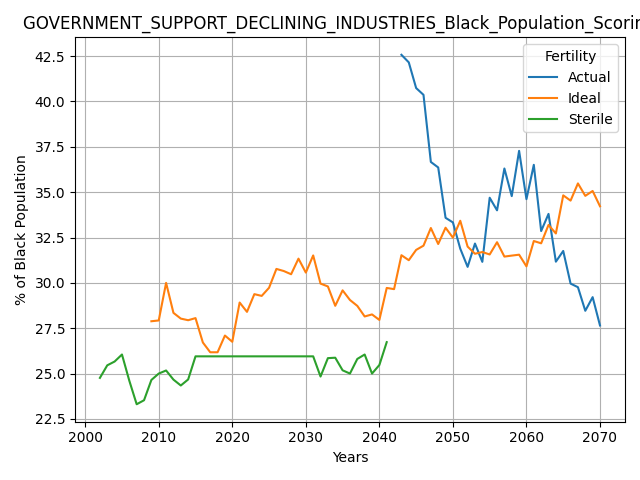 GOVERNMENT_SUPPORT_DECLINING_INDUSTRIES_Black_Population_Scorin
Fertility
Actual
Ideal
Sterile
% of Black Population
42.5
40.0
37.5
35.0
32.5
30.0
27.5
25.0
22.5
2000 2010 2020 2030 2040 2050 2060 2070
Years